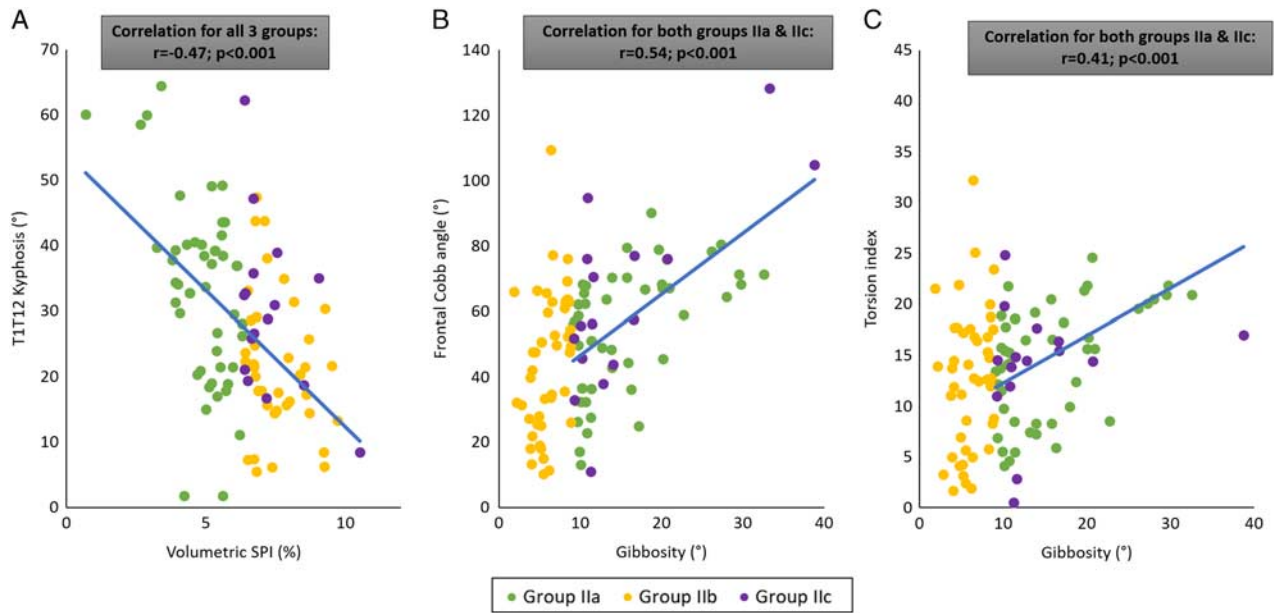 A
Correlation for all 3 groups:
r=-0.47; p<0.001
70
60
50
40
30
20
10
0
T1T12 Kyphosis (°)
0
5
10
Volumetric SPI (%)
B
Correlation for both groups IIa & IIc:
r=0.54; p<0.001
140
120
100
80
60
40
20
0
Frontal Cobb angle (°)
0
10
20
30
40
Gibbosity (°)
C
Correlation for both groups IIa & IIc:
r=0.41; p<0.001
45
40
35
30
25
20
15
10
5
0
Torsion index
0
10
20
30
40
Gibbosity (°)
Group IIa
Group IIb
Group IIc